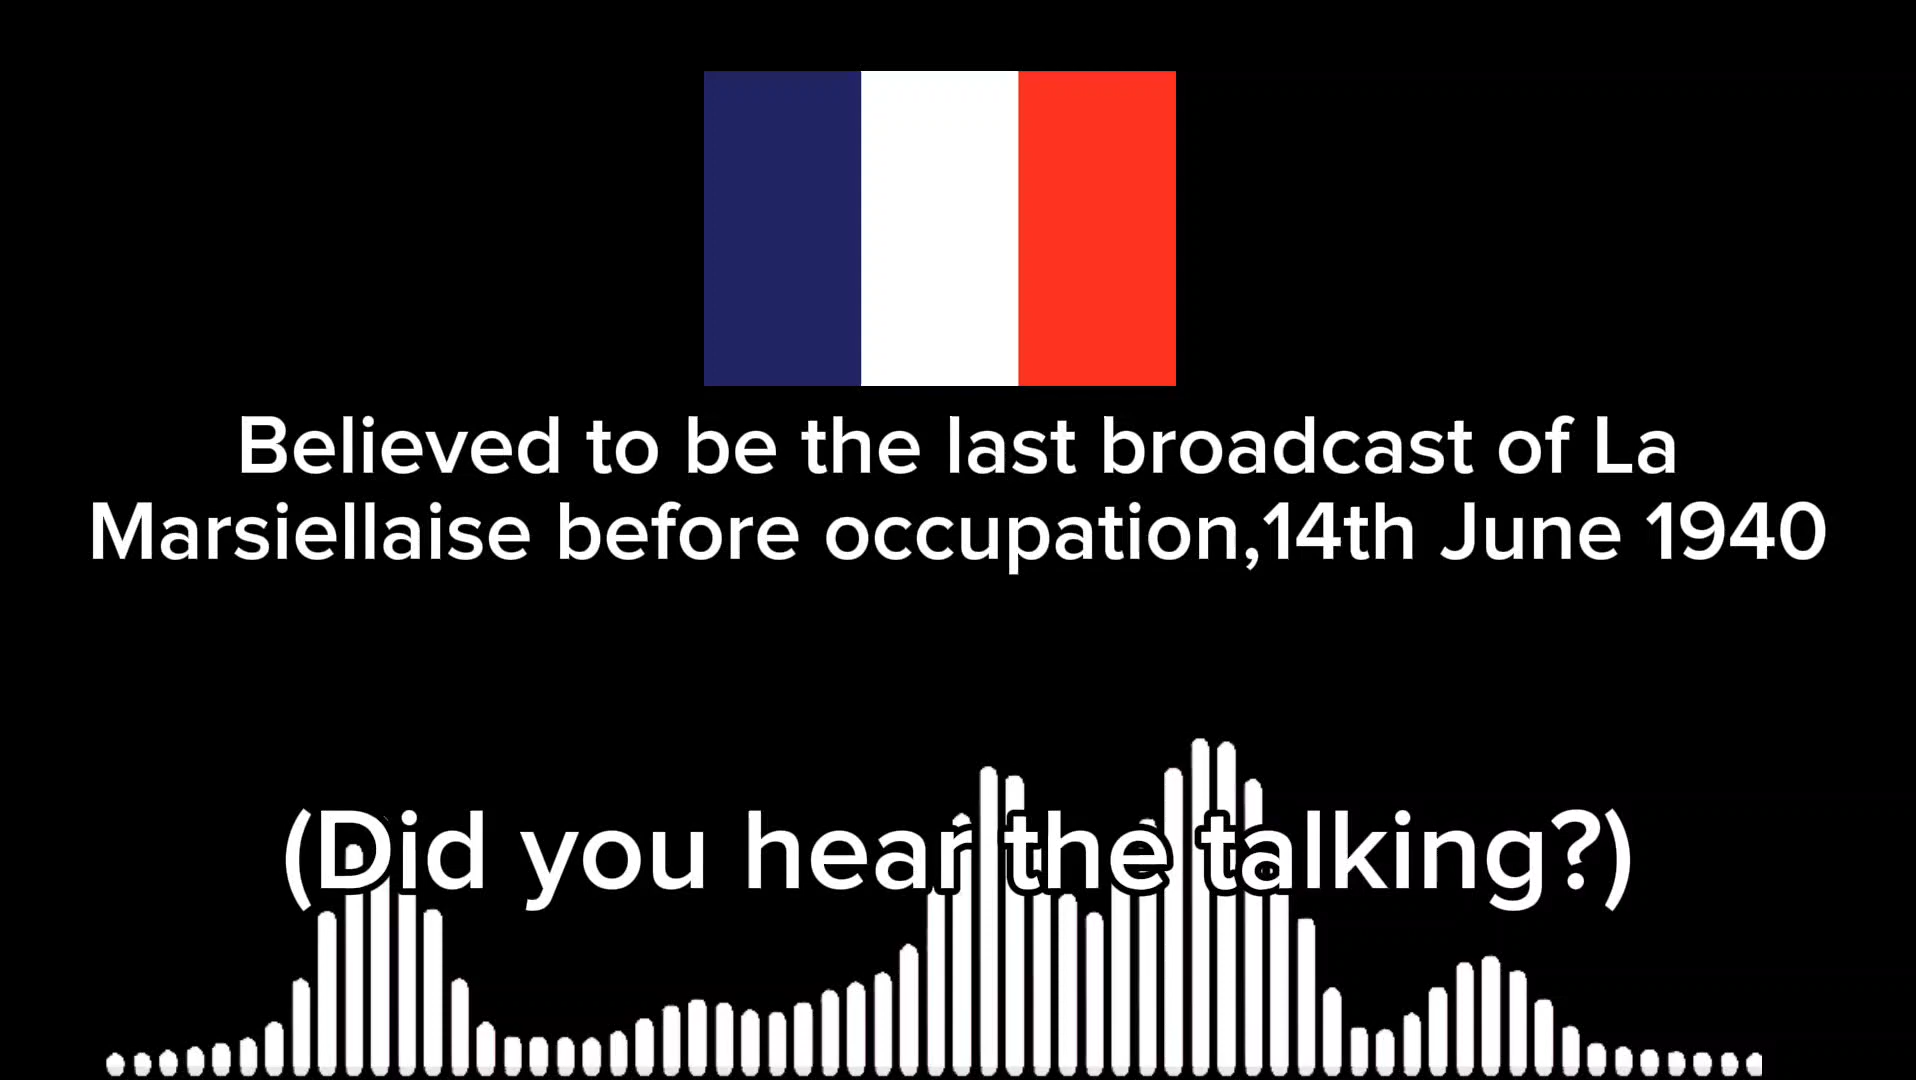 Believed to be the last broadcast of La
Marsiellaise before occupation,14th June 1940
(Did you hear the talking?)